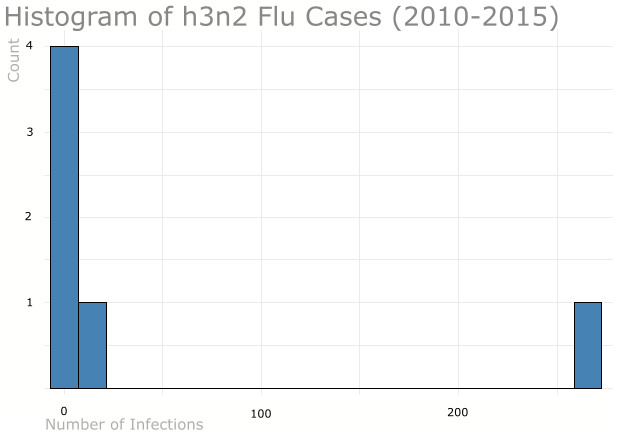 Histogram of h3n2 Flu Cases (2010-2015)
Count
4
3
2
1
0
100
200
Number of Infections